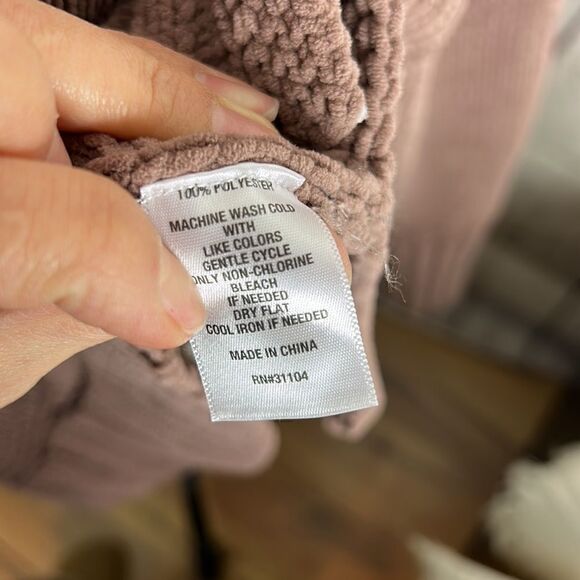 100% POLYESTER
MACHINE WASH COLD
WITH
LIKE COLORS
GENTLE CYCLE
ONLY NON-CHLORINE
BLEACH
IF NEEDED
DRY FLAT
COOL IRON IF NEEDED
MADE IN CHINA
RN#31104